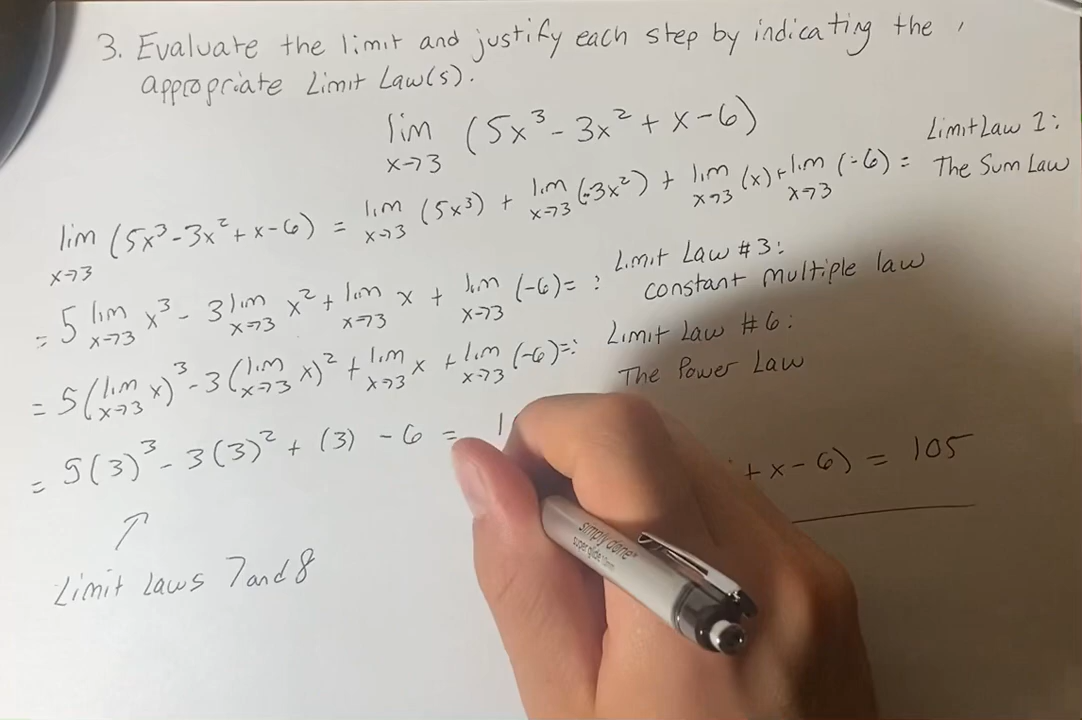 3. Evaluate the limit and justify each step by indicating the
appropriate Limit Law(s).
lim (5x³ - 3x² + x - 6)
x→3
Limit Law 1:
The Sum Law
lim (5x³ - 3x² + x - 6) = lim (5x³) + lim (-3x²) + lim (x) + lim (-6) =
x→3 x→3 x→3 x→3 x→3
= 5 lim x³ - 3 lim x² + lim x + lim (-6) = :
x→3 x→3 x→3 x→3
Limit Law #3:
constant multiple law
= 5(lim x)³ - 3(lim x)² + lim x + lim (-6) = :
x→3 x→3 x→3 x→3
Limit Law #6:
The Power Law
= 5(3)³ - 3(3)² + (3) - 6 =
+ x - 6) = 105
↑
Limit Laws 7 and 8
simply done
super glide